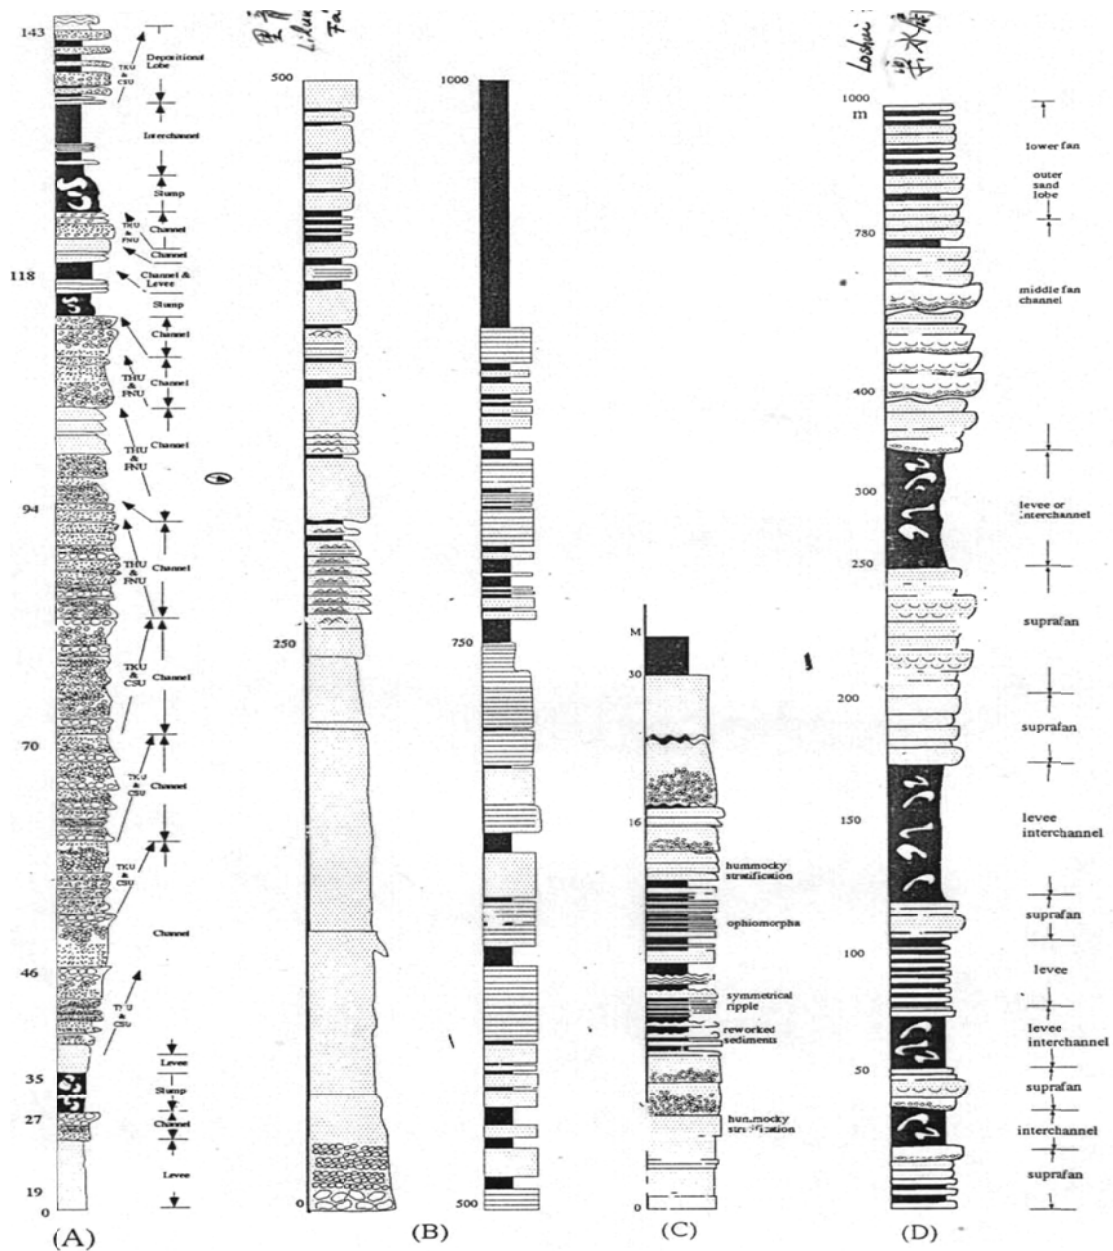 143
TKU & CSU
Depositional Lobe
Interchannel
Slump
TKU & FNU
Channel
Channel
118
Channel & Levee
Slump
Channel
THU & FNU
Channel
THU & FNU
Channel
94
THU & FNU
Channel
TKU & CSU
Channel
70
TKU & CSU
Channel
TKU & CSU
Channel
46
CSU
Levee
35
Slump
27
Channel
Levee
19
0
(A)
500
250
0
1000
750
500
(B)
M
30
16
hummocky stratification
ophiomorpha
symmetrical ripple
reworked sediments
hummocky stratification
0
(C)
Loshui
1000 m
lower fan
outer sand lobe
780
middle fan channel
400
300
levee or interchannel
250
suprafan
200
suprafan
150
levee interchannel
suprafan
100
levee
levee interchannel
50
suprafan
interchannel
suprafan
(D)